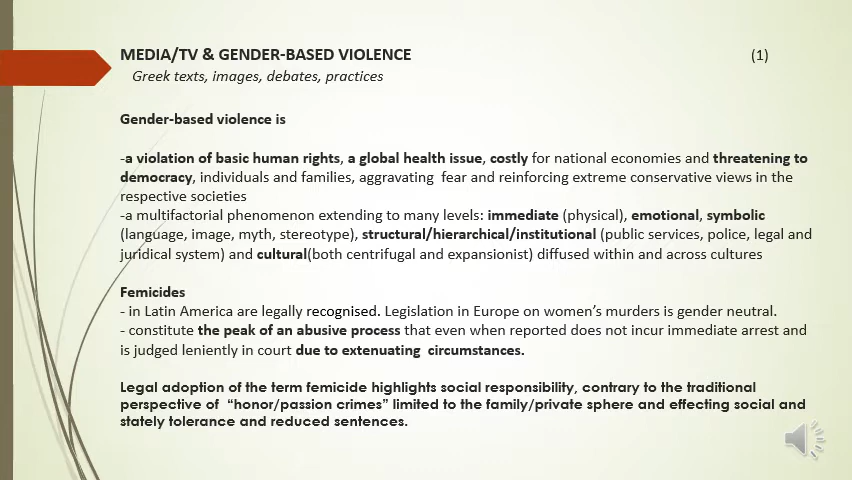 MEDIA/TV & GENDER-BASED VIOLENCE (1)
Greek texts, images, debates, practices
Gender-based violence is
-a violation of basic human rights, a global health issue, costly for national economies and threatening to
democracy, individuals and families, aggravating fear and reinforcing extreme conservative views in the
respective societies
-a multifactorial phenomenon extending to many levels: immediate (physical), emotional, symbolic
(language, image, myth, stereotype), structural/hierarchical/institutional (public services, police, legal and
juridical system) and cultural(both centrifugal and expansionist) diffused within and across cultures
Femicides
- in Latin America are legally recognised. Legislation in Europe on women’s murders is gender neutral.
- constitute the peak of an abusive process that even when reported does not incur immediate arrest and
is judged leniently in court due to extenuating circumstances.
Legal adoption of the term femicide highlights social responsibility, contrary to the traditional
perspective of “honor/passion crimes” limited to the family/private sphere and effecting social and
stately tolerance and reduced sentences.